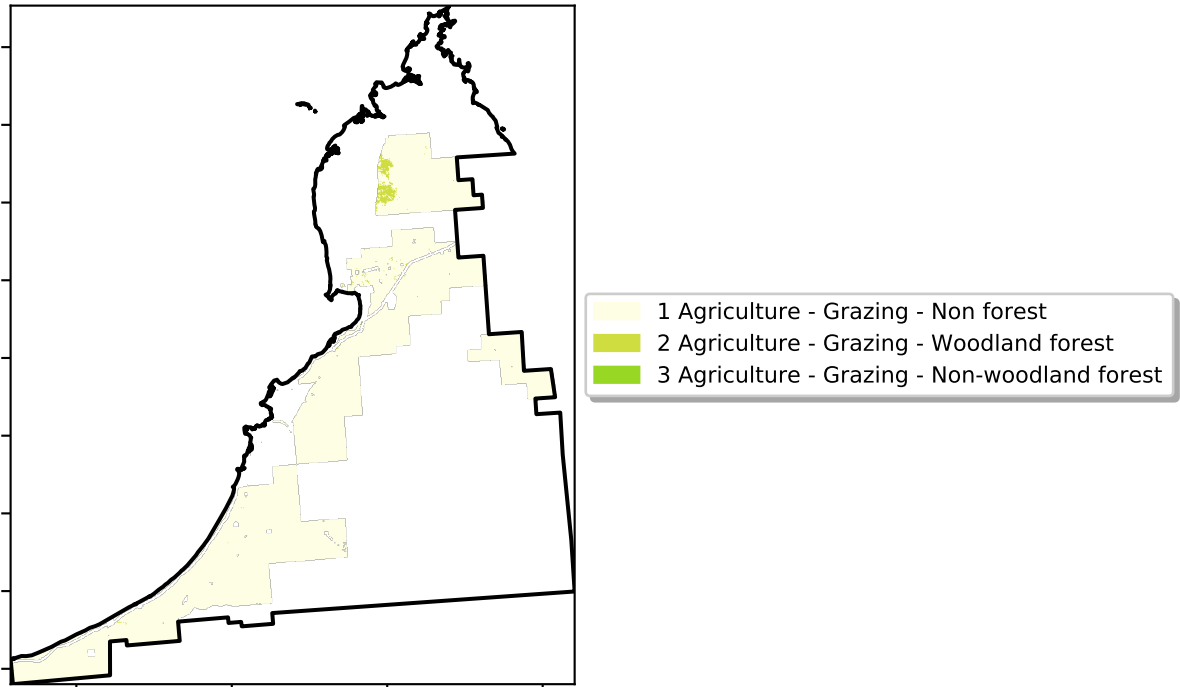 1 Agriculture - Grazing - Non forest
2 Agriculture - Grazing - Woodland forest
3 Agriculture - Grazing - Non-woodland forest